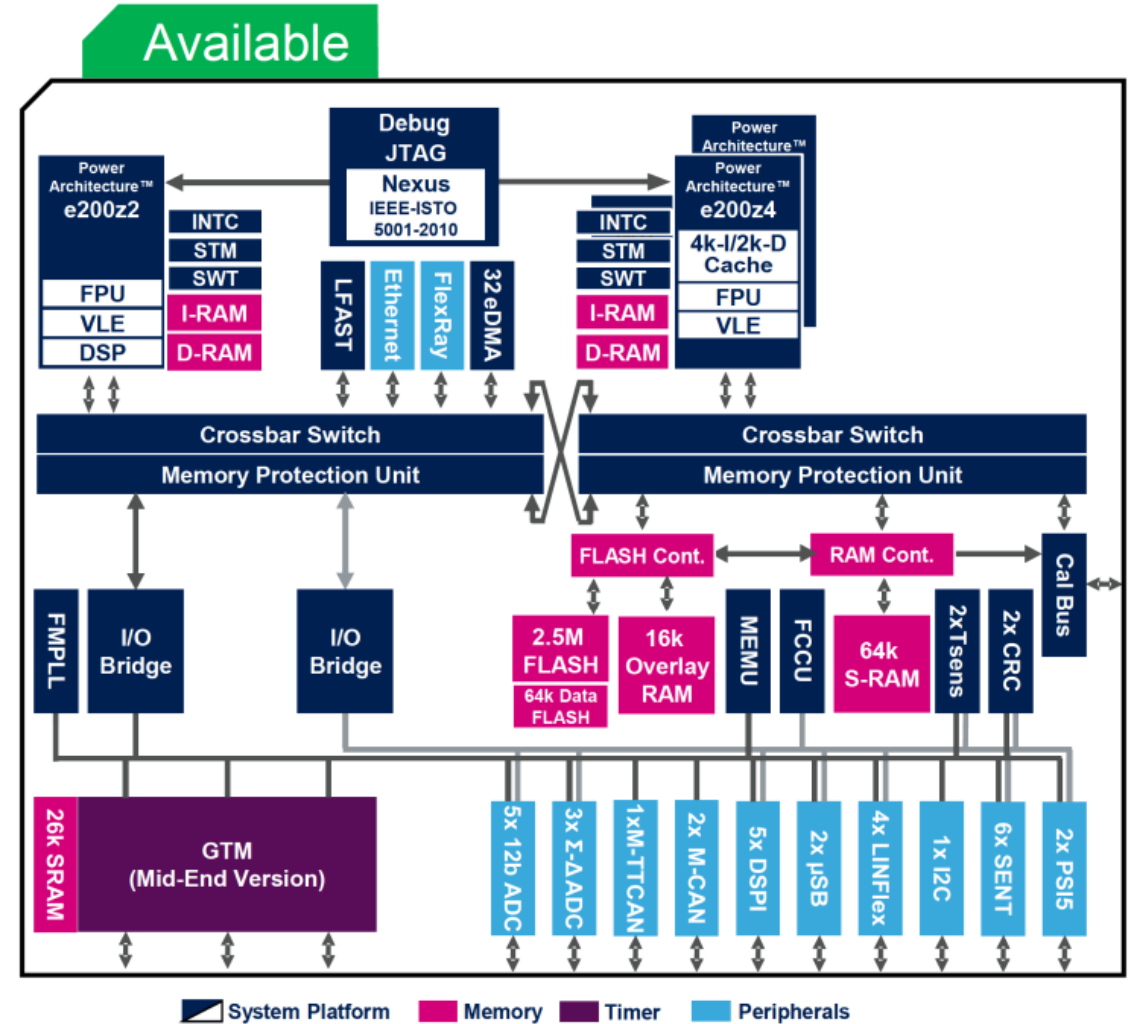 Available
Debug
JTAG
Nexus
IEEE-ISTO
5001-2010
Power
Architecture™
e200z2
FPU
VLE
DSP
INTC
STM
SWT
I-RAM
D-RAM
LFAST
Ethernet
FlexRay
32 eDMA
INTC
STM
SWT
I-RAM
D-RAM
Power
Architecture™
Power
Architecture™
e200z4
4k-I/2k-D
Cache
FPU
VLE
Crossbar Switch
Memory Protection Unit
Crossbar Switch
Memory Protection Unit
FLASH Cont.
RAM Cont.
Cal Bus
FMPLL
I/O
Bridge
I/O
Bridge
2.5M
FLASH
64k Data
FLASH
16k
Overlay
RAM
MEMU
FCCU
64k
S-RAM
2xTsens
2x CRC
26k SRAM
GTM
(Mid-End Version)
5x 12b ADC
3x Σ-Δ ADC
1xM-TTCAN
2x M-CAN
5x DSPI
2x µSB
4x LINFlex
1x I2C
6x SENT
2x PSI5
System Platform
Memory
Timer
Peripherals